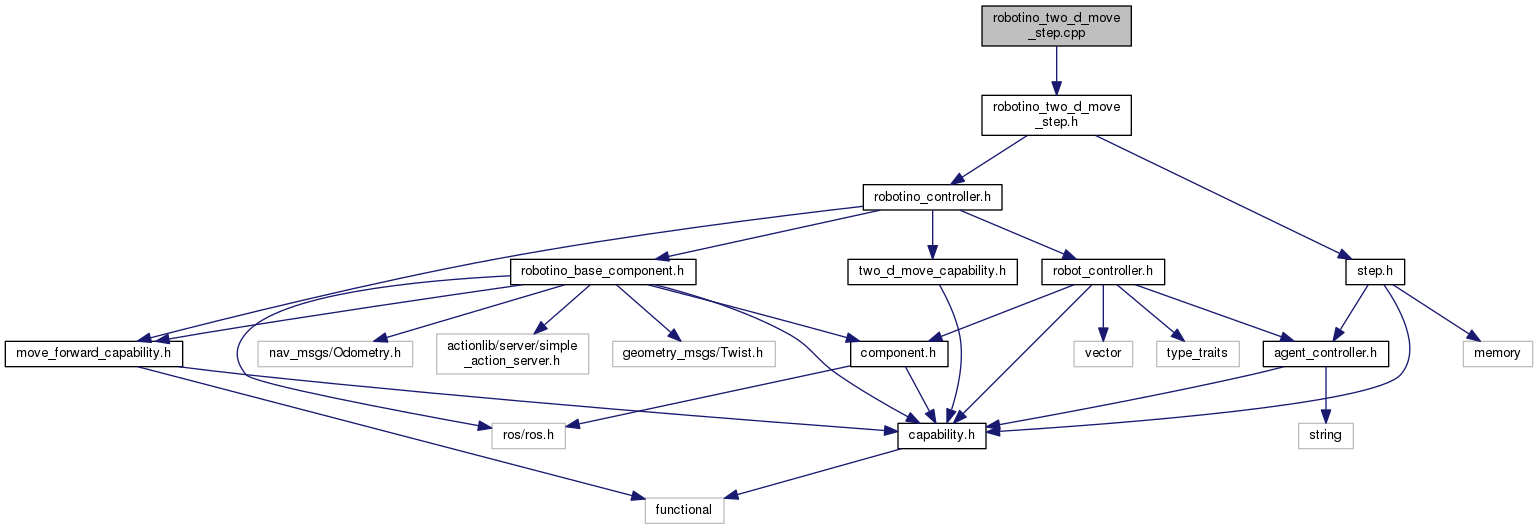 robotino_two_d_move
_step.cpp
robotino_two_d_move
_step.h
robotino_controller.h
robotino_base_component.h
two_d_move_capability.h
robot_controller.h
step.h
move_forward_capability.h
nav_msgs/Odometry.h
actionlib/server/simple
_action_server.h
geometry_msgs/Twist.h
component.h
vector
type_traits
agent_controller.h
memory
ros/ros.h
capability.h
string
functional